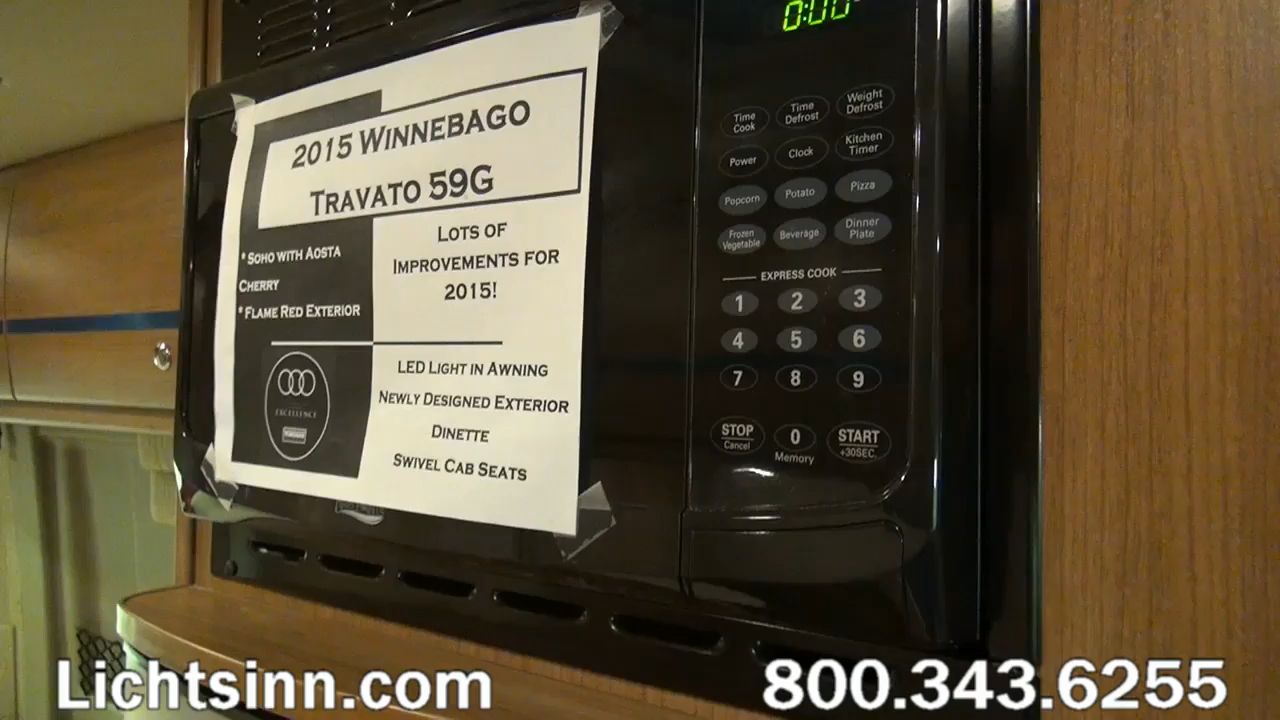 2015 WINNEBAGO
TRAVATO 59G
* SOHO WITH AOSTA
CHERRY
* FLAME RED EXTERIOR
EXCELLENCE
LOTS OF
IMPROVEMENTS FOR
2015!
LED LIGHT IN AWNING
NEWLY DESIGNED EXTERIOR
DINETTE
SWIVEL CAB SEATS
0:00
Time Cook
Time Defrost
Weight Defrost
Power
Clock
Kitchen Timer
Popcorn
Potato
Pizza
Frozen Vegetable
Beverage
Dinner Plate
EXPRESS COOK
1 2 3
4 5 6
7 8 9
STOP
Cancel
0
Memory
START
+30SEC.
Lichtsinn.com
800.343.6255